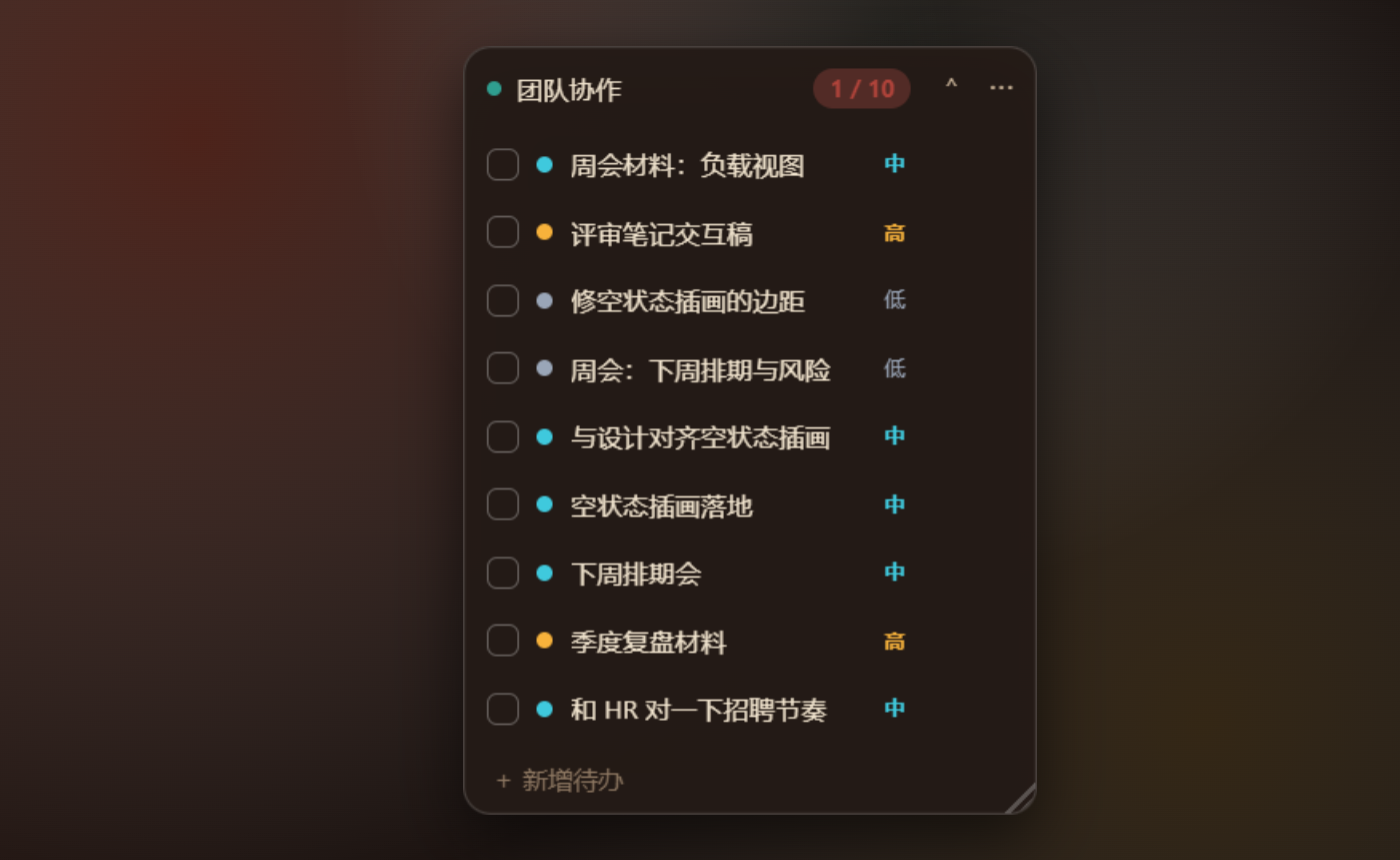 团队协作 1 / 10 ^ ···
周会材料：负载视图 中
评审笔记交互稿 高
修空状态插画的边距 低
周会：下周排期与风险 低
与设计对齐空状态插画 中
空状态插画落地 中
下周排期会 中
季度复盘材料 高
和 HR 对一下招聘节奏 中
+ 新增待办